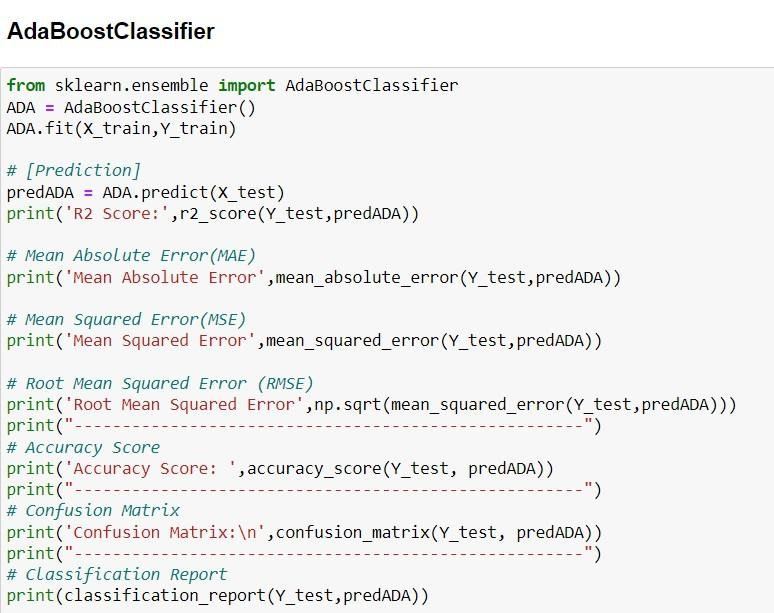 AdaBoostClassifier
from sklearn.ensemble import AdaBoostClassifier
ADA = AdaBoostClassifier()
ADA.fit(X_train,Y_train)
# [Prediction]
predADA = ADA.predict(X_test)
print('R2 Score:',r2_score(Y_test,predADA))
# Mean Absolute Error(MAE)
print('Mean Absolute Error',mean_absolute_error(Y_test,predADA))
# Mean Squared Error(MSE)
print('Mean Squared Error',mean_squared_error(Y_test,predADA))
# Root Mean Squared Error (RMSE)
print('Root Mean Squared Error',np.sqrt(mean_squared_error(Y_test,predADA)))
print("-----------------------------------------------------")
# Accuracy Score
print('Accuracy Score: ',accuracy_score(Y_test, predADA))
print("-----------------------------------------------------")
# Confusion Matrix
print('Confusion Matrix:\n',confusion_matrix(Y_test, predADA))
print("-----------------------------------------------------")
# Classification Report
print(classification_report(Y_test,predADA))